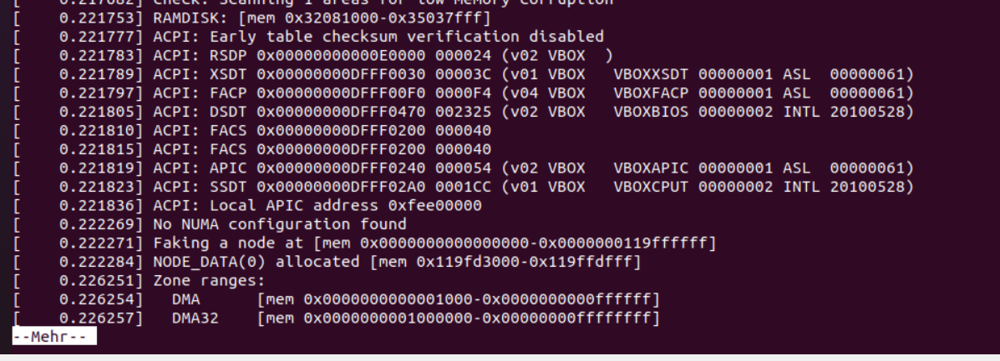 [    0.217682] check: Scanning 1 areas for low memory corruption
[    0.221753] RAMDISK: [mem 0x32081000-0x35037fff]
[    0.221777] ACPI: Early table checksum verification disabled
[    0.221783] ACPI: RSDP 0x00000000000E0000 000024 (v02 VBOX  )
[    0.221789] ACPI: XSDT 0x00000000DFFF0030 00003C (v01 VBOX   VBOXXSDT 00000001 ASL  00000061)
[    0.221797] ACPI: FACP 0x00000000DFFF00F0 0000F4 (v04 VBOX   VBOXFACP 00000001 ASL  00000061)
[    0.221805] ACPI: DSDT 0x00000000DFFF0470 002325 (v02 VBOX   VBOXBIOS 00000002 INTL 20100528)
[    0.221810] ACPI: FACS 0x00000000DFFF0200 000040
[    0.221815] ACPI: FACS 0x00000000DFFF0200 000040
[    0.221819] ACPI: APIC 0x00000000DFFF0240 000054 (v02 VBOX   VBOXAPIC 00000001 ASL  00000061)
[    0.221823] ACPI: SSDT 0x00000000DFFF02A0 0001CC (v01 VBOX   VBOXCPUT 00000002 INTL 20100528)
[    0.221836] ACPI: Local APIC address 0xfee00000
[    0.222269] No NUMA configuration found
[    0.222271] Faking a node at [mem 0x0000000000000000-0x0000000119ffffff]
[    0.222284] NODE_DATA(0) allocated [mem 0x119fd3000-0x119ffdfff]
[    0.226251] Zone ranges:
[    0.226254]   DMA      [mem 0x0000000000001000-0x0000000000ffffff]
[    0.226257]   DMA32    [mem 0x0000000001000000-0x00000000ffffffff]
--Mehr--